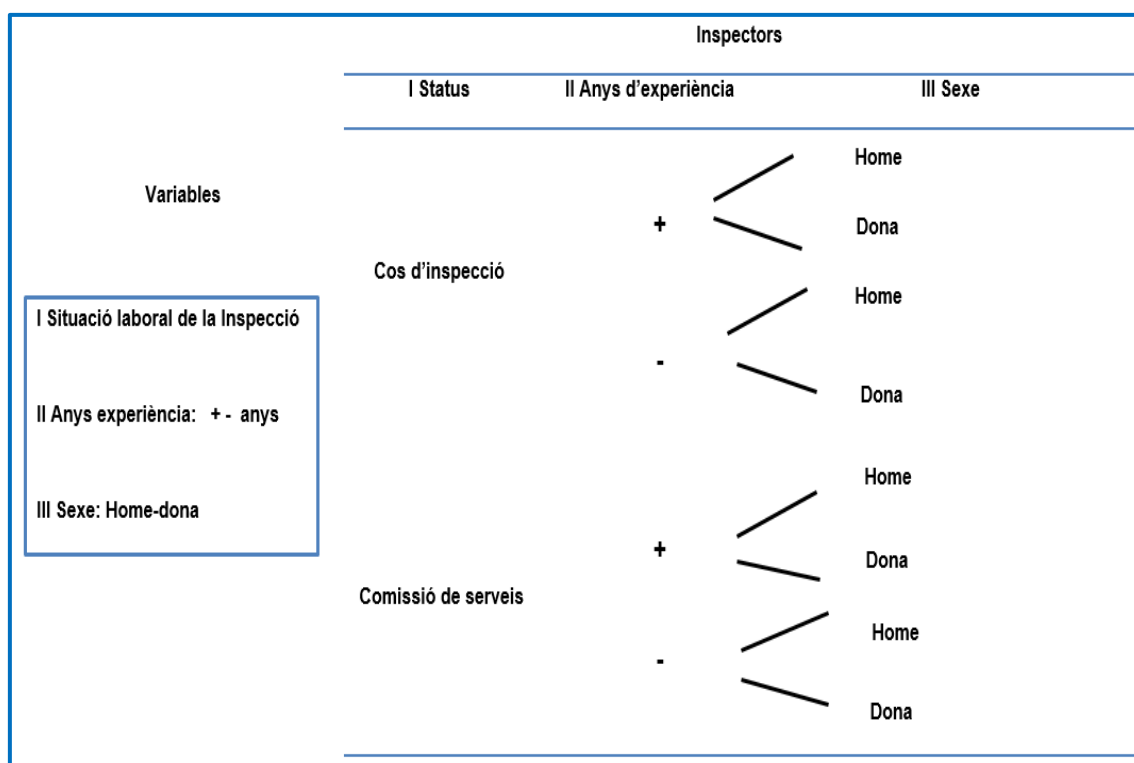 Inspectors
I Status II Anys d'experiència III Sexe
Variables
I Situació laboral de la Inspecció
II Anys experiència: + - anys
III Sexe: Home-dona
Cos d'inspecció
+
Home
Dona
-
Home
Dona
Comissió de serveis
+
Home
Dona
-
Home
Dona